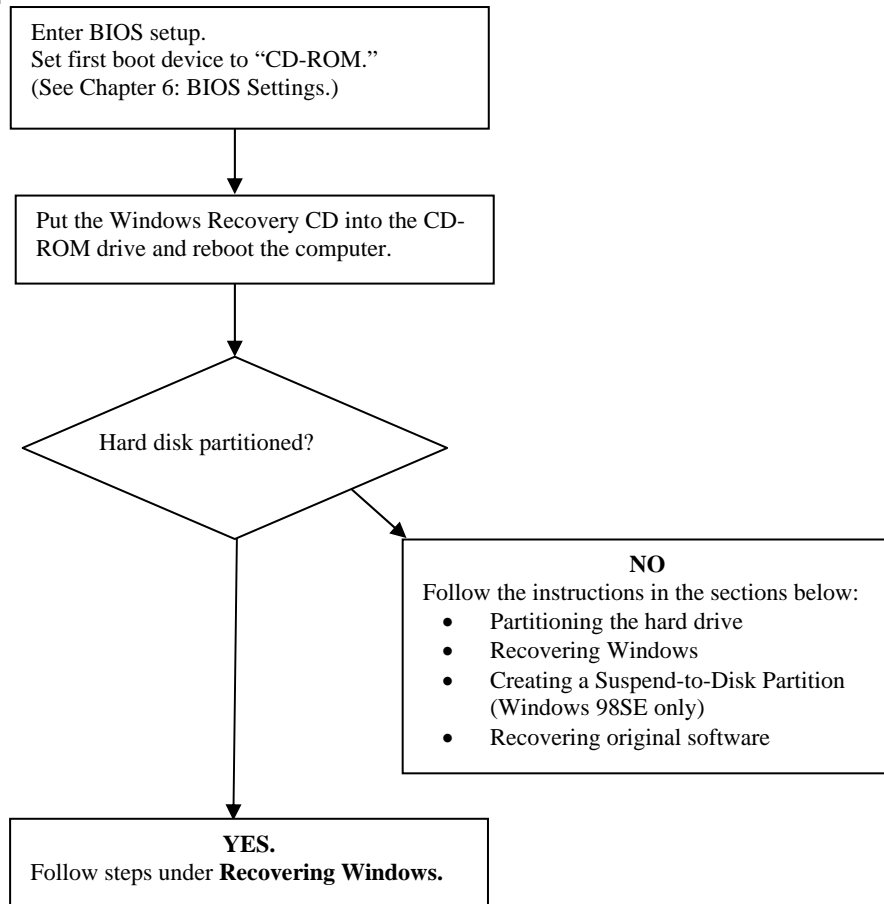 Enter BIOS setup.
Set first boot device to “CD-ROM.”
(See Chapter 6: BIOS Settings.)
Put the Windows Recovery CD into the CD-
ROM drive and reboot the computer.
Hard disk partitioned?
NO
Follow the instructions in the sections below:
• Partitioning the hard drive
• Recovering Windows
• Creating a Suspend-to-Disk Partition
(Windows 98SE only)
• Recovering original software
YES.
Follow steps under Recovering Windows.